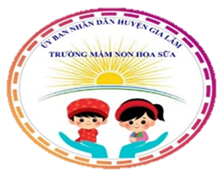 ỦY BAN NHÂN DÂN HUYỆN GIA LÂM
TRƯỜNG MẦM NON HOA SỮA